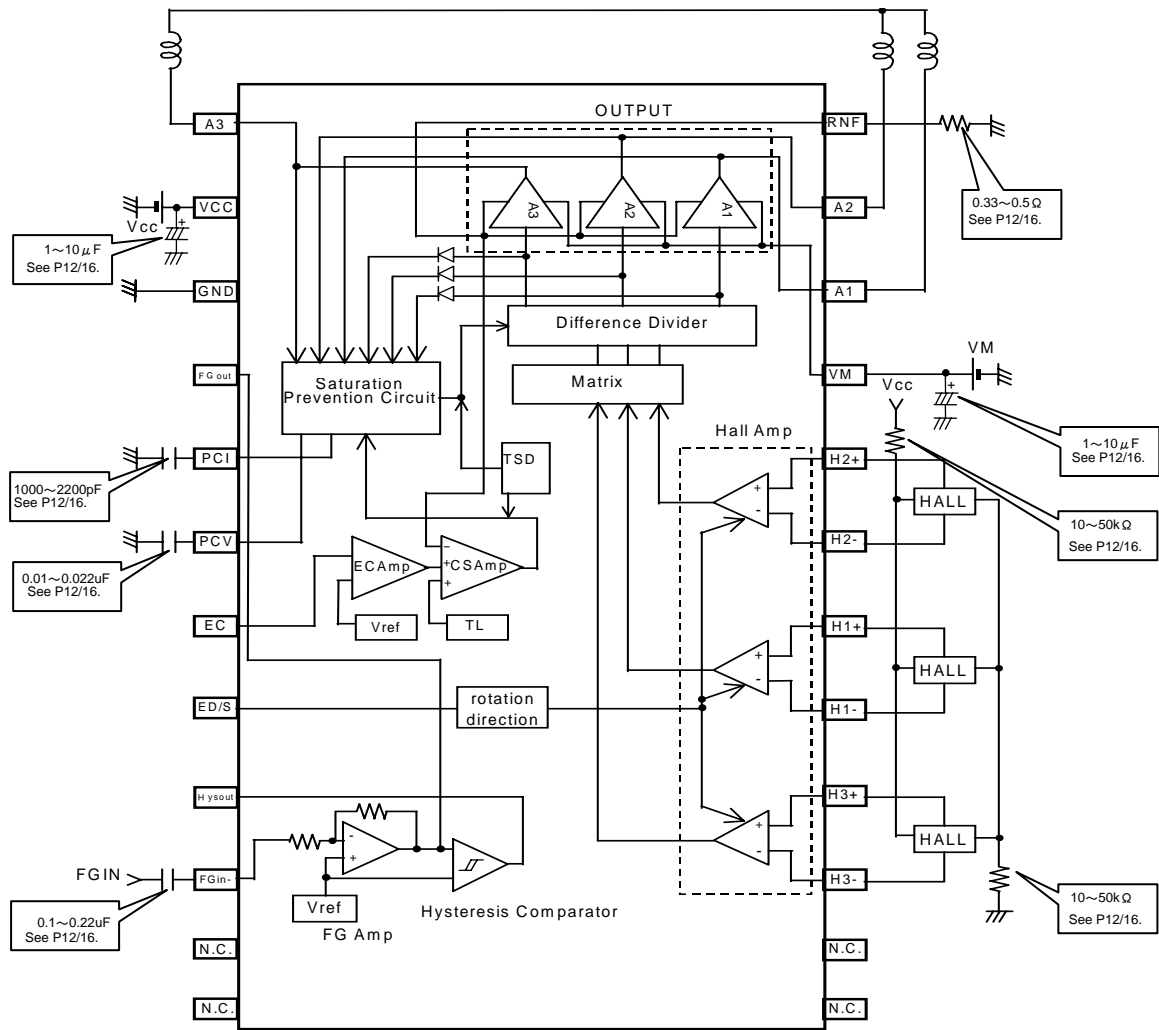 OUTPUT
A3
RNF
A3
A2
A1
VCC
Vcc
A2
0.33～0.5Ω
See P12/16.
1～10μF
See P12/16.
GND
A1
Difference Divider
VM
FGout
Saturation
Prevention Circuit
Matrix
VM
Vcc
Hall Amp
1～10μF
See P12/16.
PCI
TSD
H2+
1000～2200pF
See P12/16.
+
-
HALL
10～50kΩ
See P12/16.
PCV
H2-
0.01～0.022uF
See P12/16.
ECAmp
-
+
+
CSAmp
EC
Vref
TL
H1+
+
-
HALL
ED/S
rotation
direction
H1-
Hysout
H3+
+
-
HALL
FGIN
FGin-
-
+
H3-
Vref
FG Amp
Hysteresis Comparator
0.1～0.22uF
See P12/16.
10～50kΩ
See P12/16.
N.C.
N.C.
N.C.
N.C.